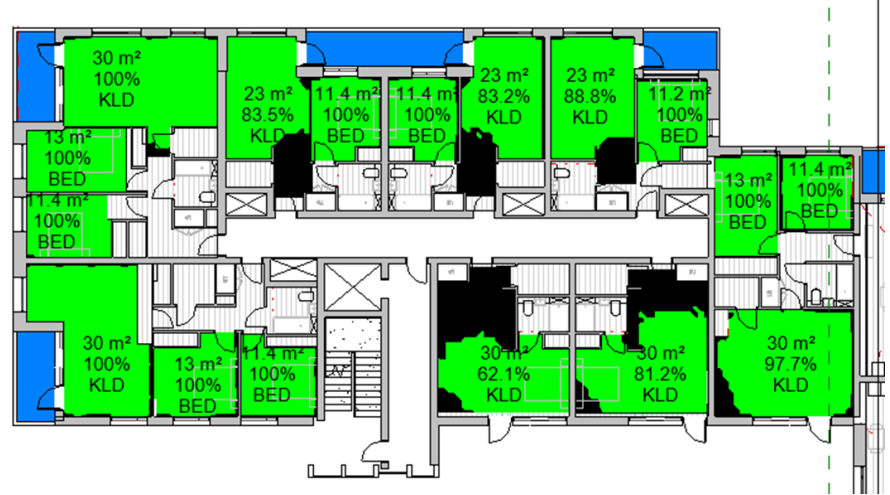 30 m²
100%
KLD
23 m²
83.5%
KLD
11.4 m²
100%
BED
11.4 m²
100%
BED
23 m²
83.2%
KLD
23 m²
88.8%
KLD
11.2 m²
100%
BED
13 m²
100%
BED
11.4 m²
100%
BED
13 m²
100%
BED
11.4 m²
100%
BED
30 m²
100%
KLD
13 m²
100%
BED
11.4 m²
100%
BED
30 m²
62.1%
KLD
30 m²
81.2%
KLD
30 m²
97.7%
KLD